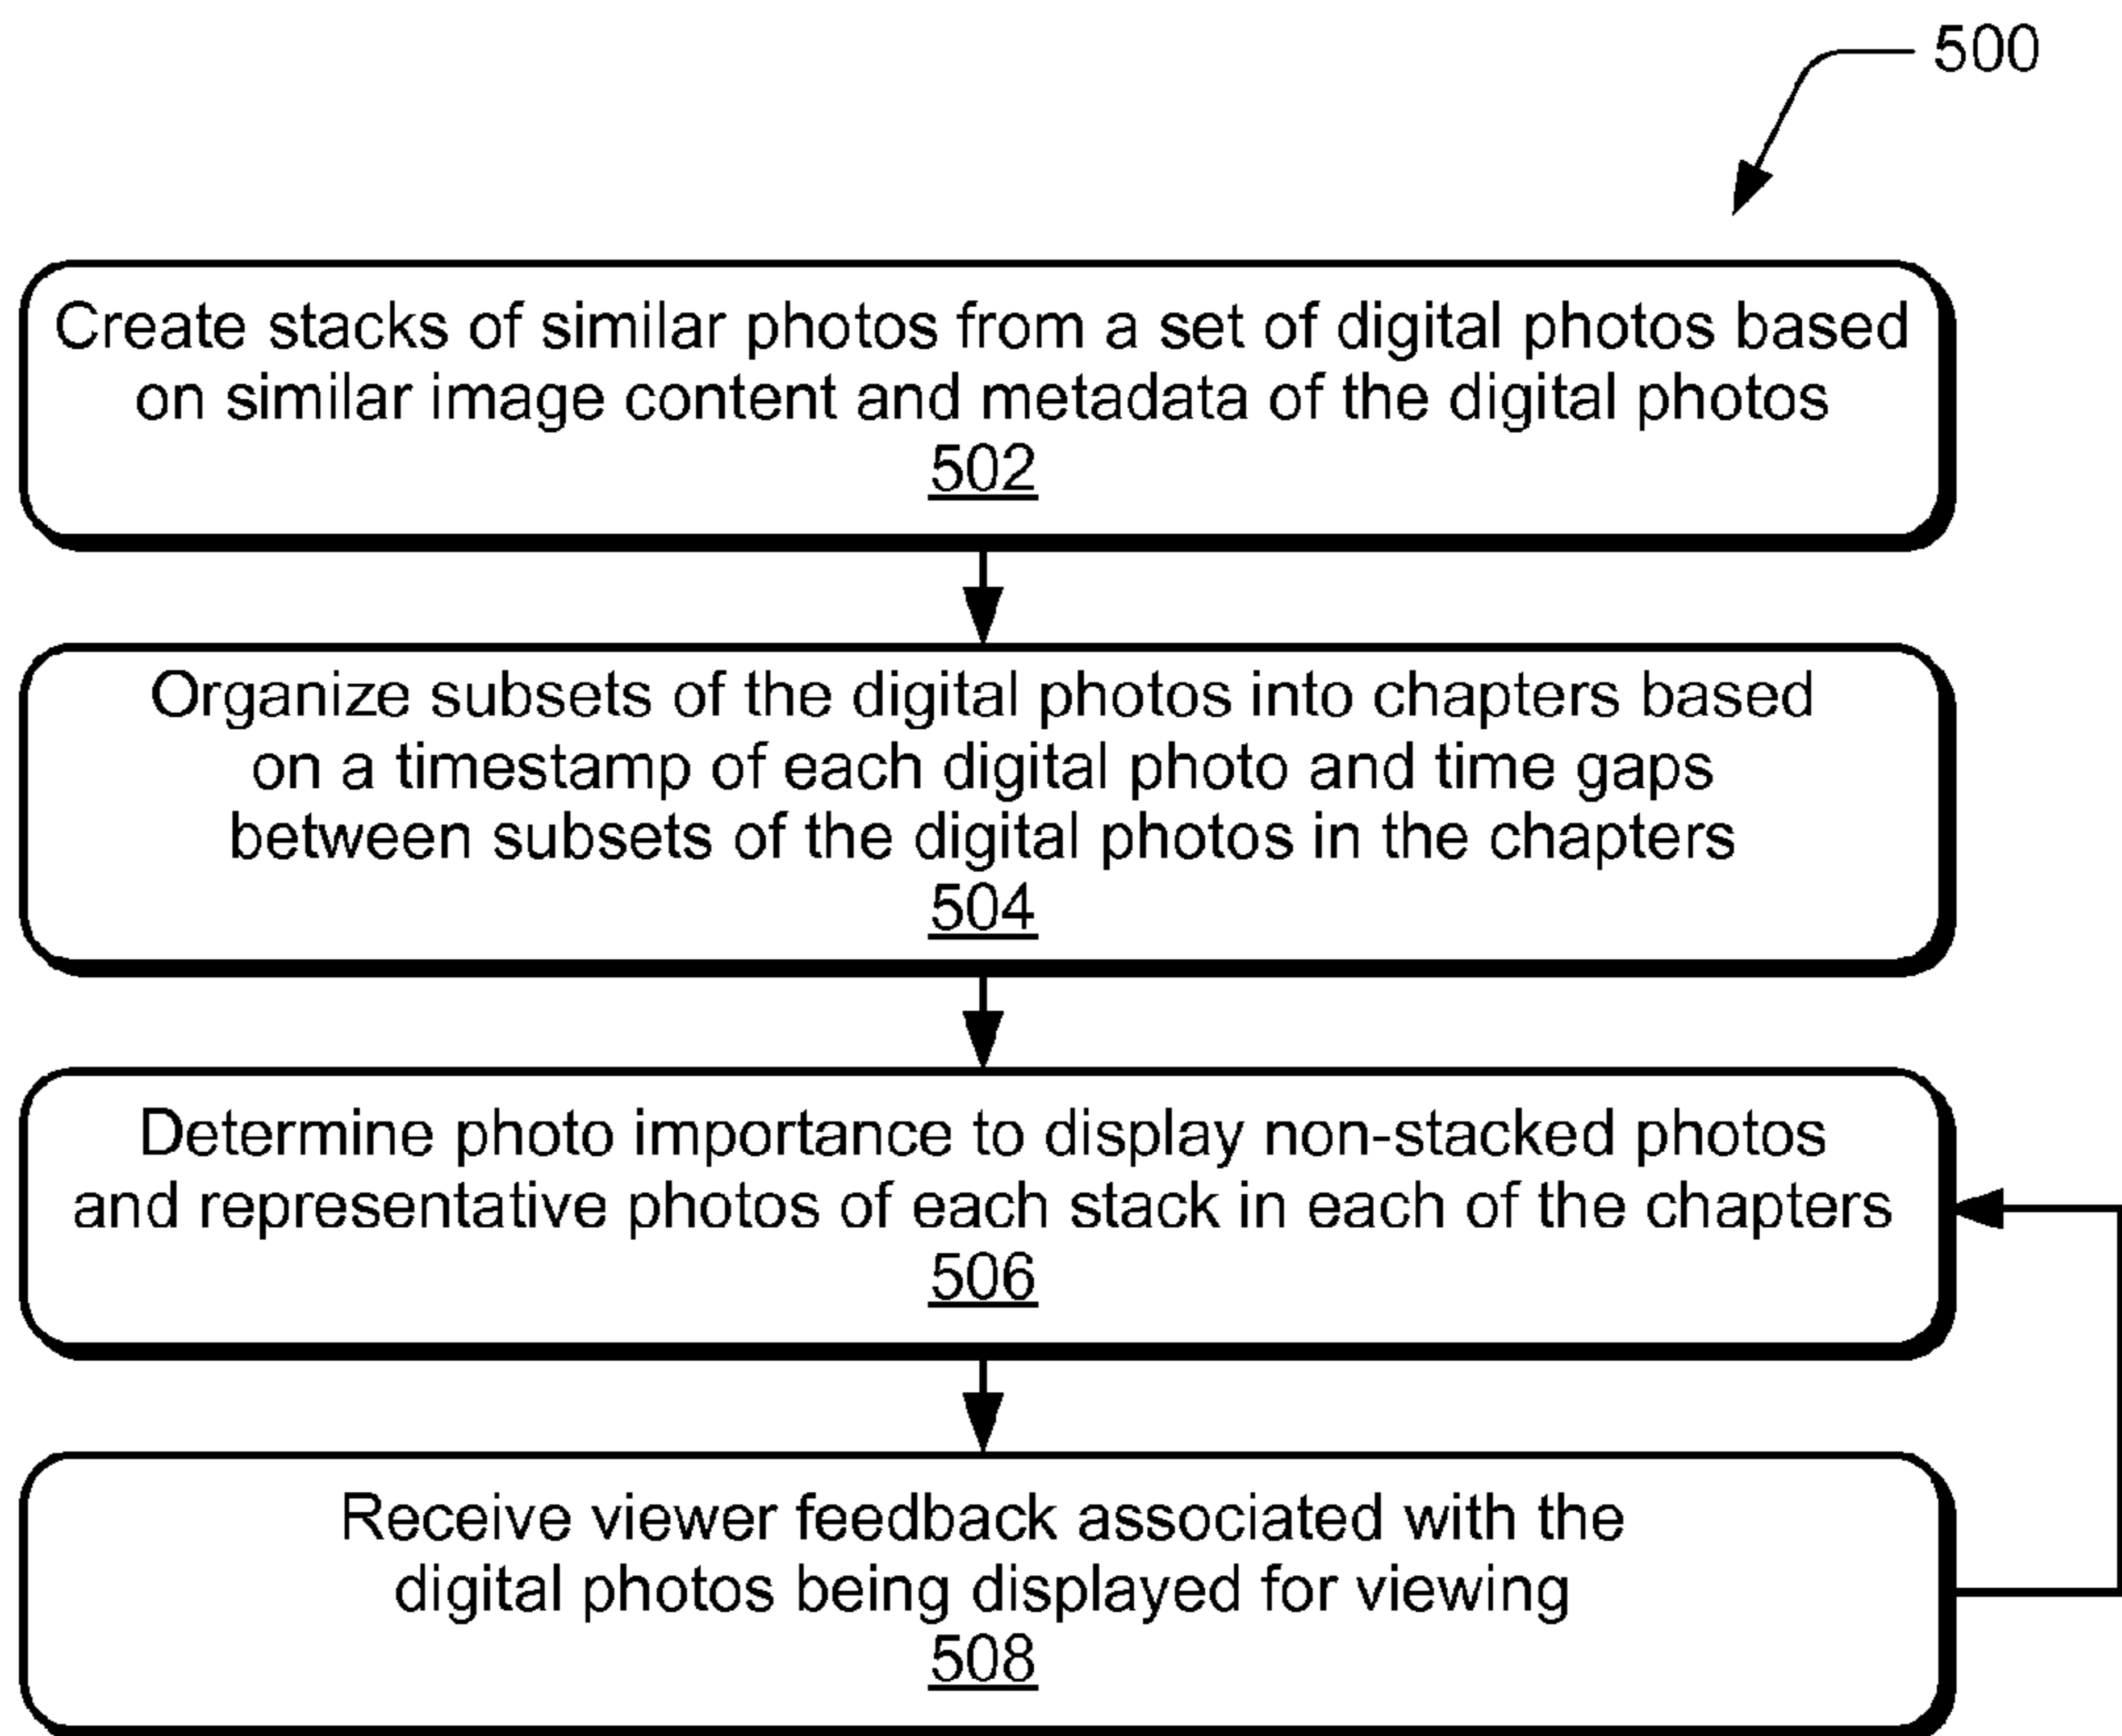 500
Create stacks of similar photos from a set of digital photos based
on similar image content and metadata of the digital photos
502
Organize subsets of the digital photos into chapters based
on a timestamp of each digital photo and time gaps
between subsets of the digital photos in the chapters
504
Determine photo importance to display non-stacked photos
and representative photos of each stack in each of the chapters
506
Receive viewer feedback associated with the
digital photos being displayed for viewing
508